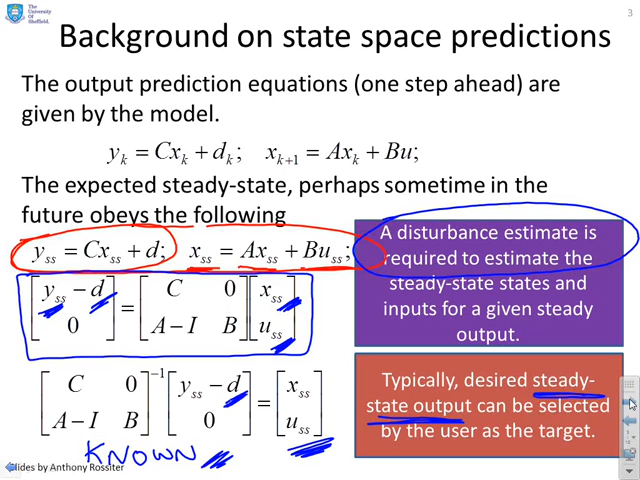 The University Of Sheffield.
3
Background on state space predictions
The output prediction equations (one step ahead) are
given by the model.
y_k = Cx_k + d_k;   x_{k+1} = Ax_k + Bu;
The expected steady-state, perhaps sometime in the
future obeys the following
y_ss = Cx_ss + d;   x_ss = Ax_ss + Bu_ss;
[y_ss − d; 0] = [C 0; A − I B] [x_ss; u_ss]
[C 0; A − I B]^−1 [y_ss − d; 0] = [x_ss; u_ss]
KNOWN
A disturbance estimate is
required to estimate the
steady-state states and
inputs for a given steady
output.
Typically, desired steady-
state output can be selected
by the user as the target.
Slides by Anthony Rossiter